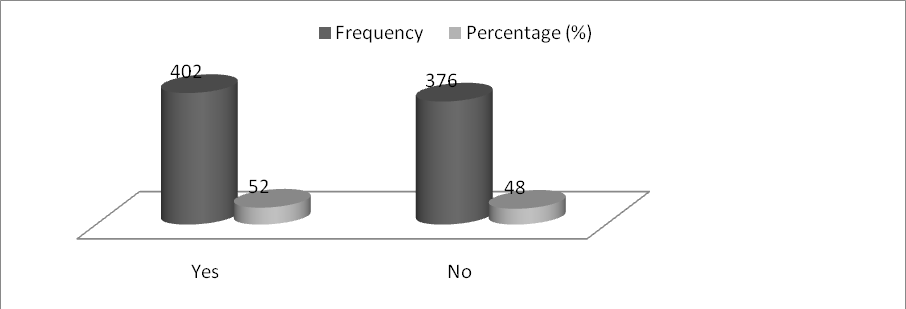 Frequency Percentage (%)
402
376
52
48
Yes No